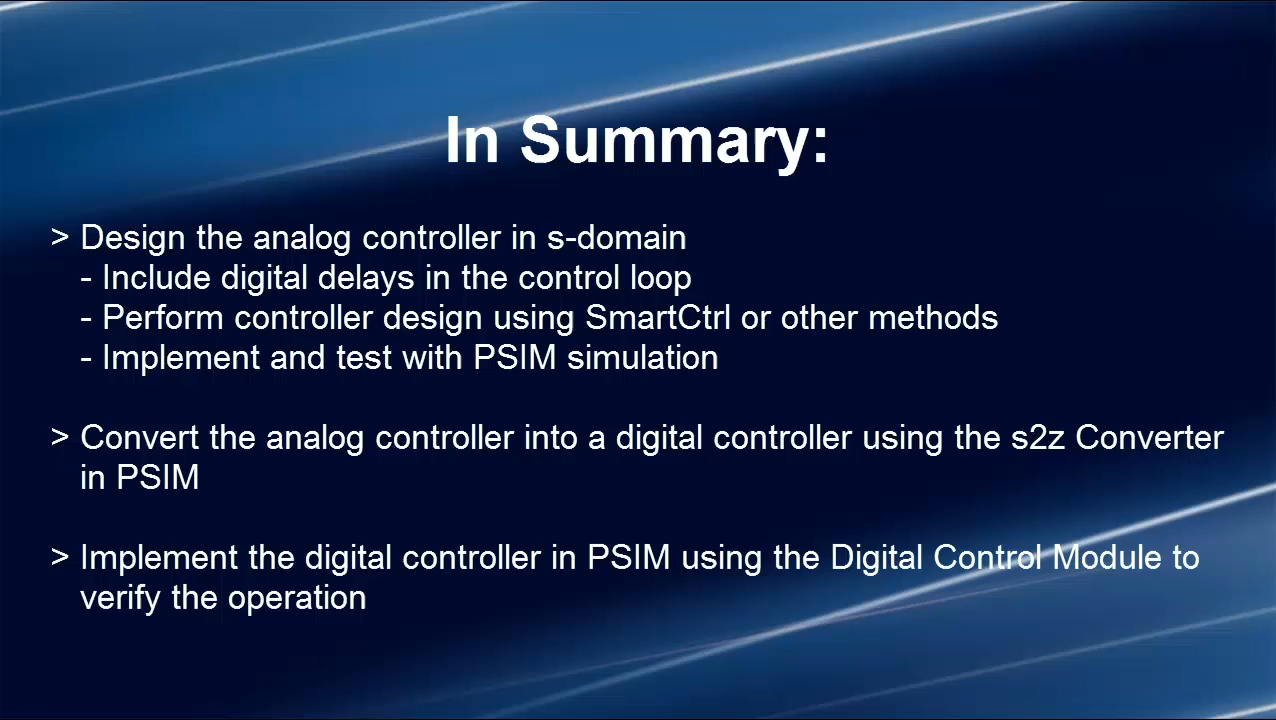 In Summary:
> Design the analog controller in s-domain
- Include digital delays in the control loop
- Perform controller design using SmartCtrl or other methods
- Implement and test with PSIM simulation
> Convert the analog controller into a digital controller using the s2z Converter
in PSIM
> Implement the digital controller in PSIM using the Digital Control Module to
verify the operation